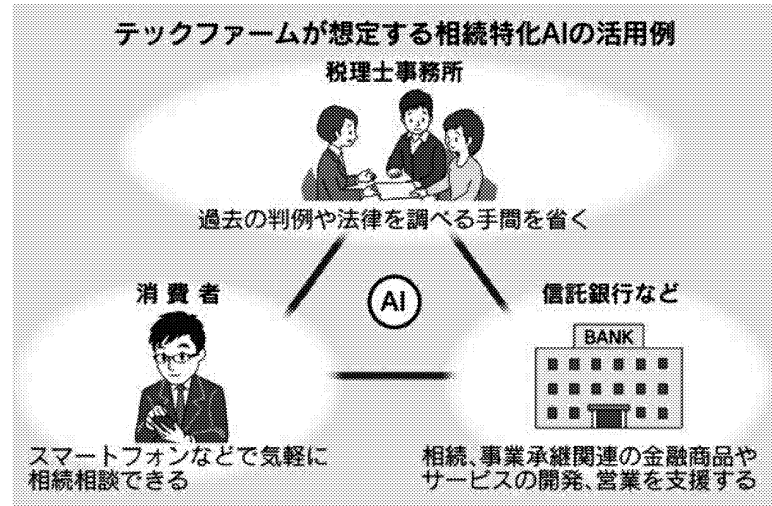 テックファームが想定する相続特化AIの活用例
税理士事務所
過去の判例や法律を調べる手間を省く
消費者
AI
信託銀行など
BANK
スマートフォンなどで気軽に
相続相談できる
相続、事業承継関連の金融商品や
サービスの開発、営業を支援する